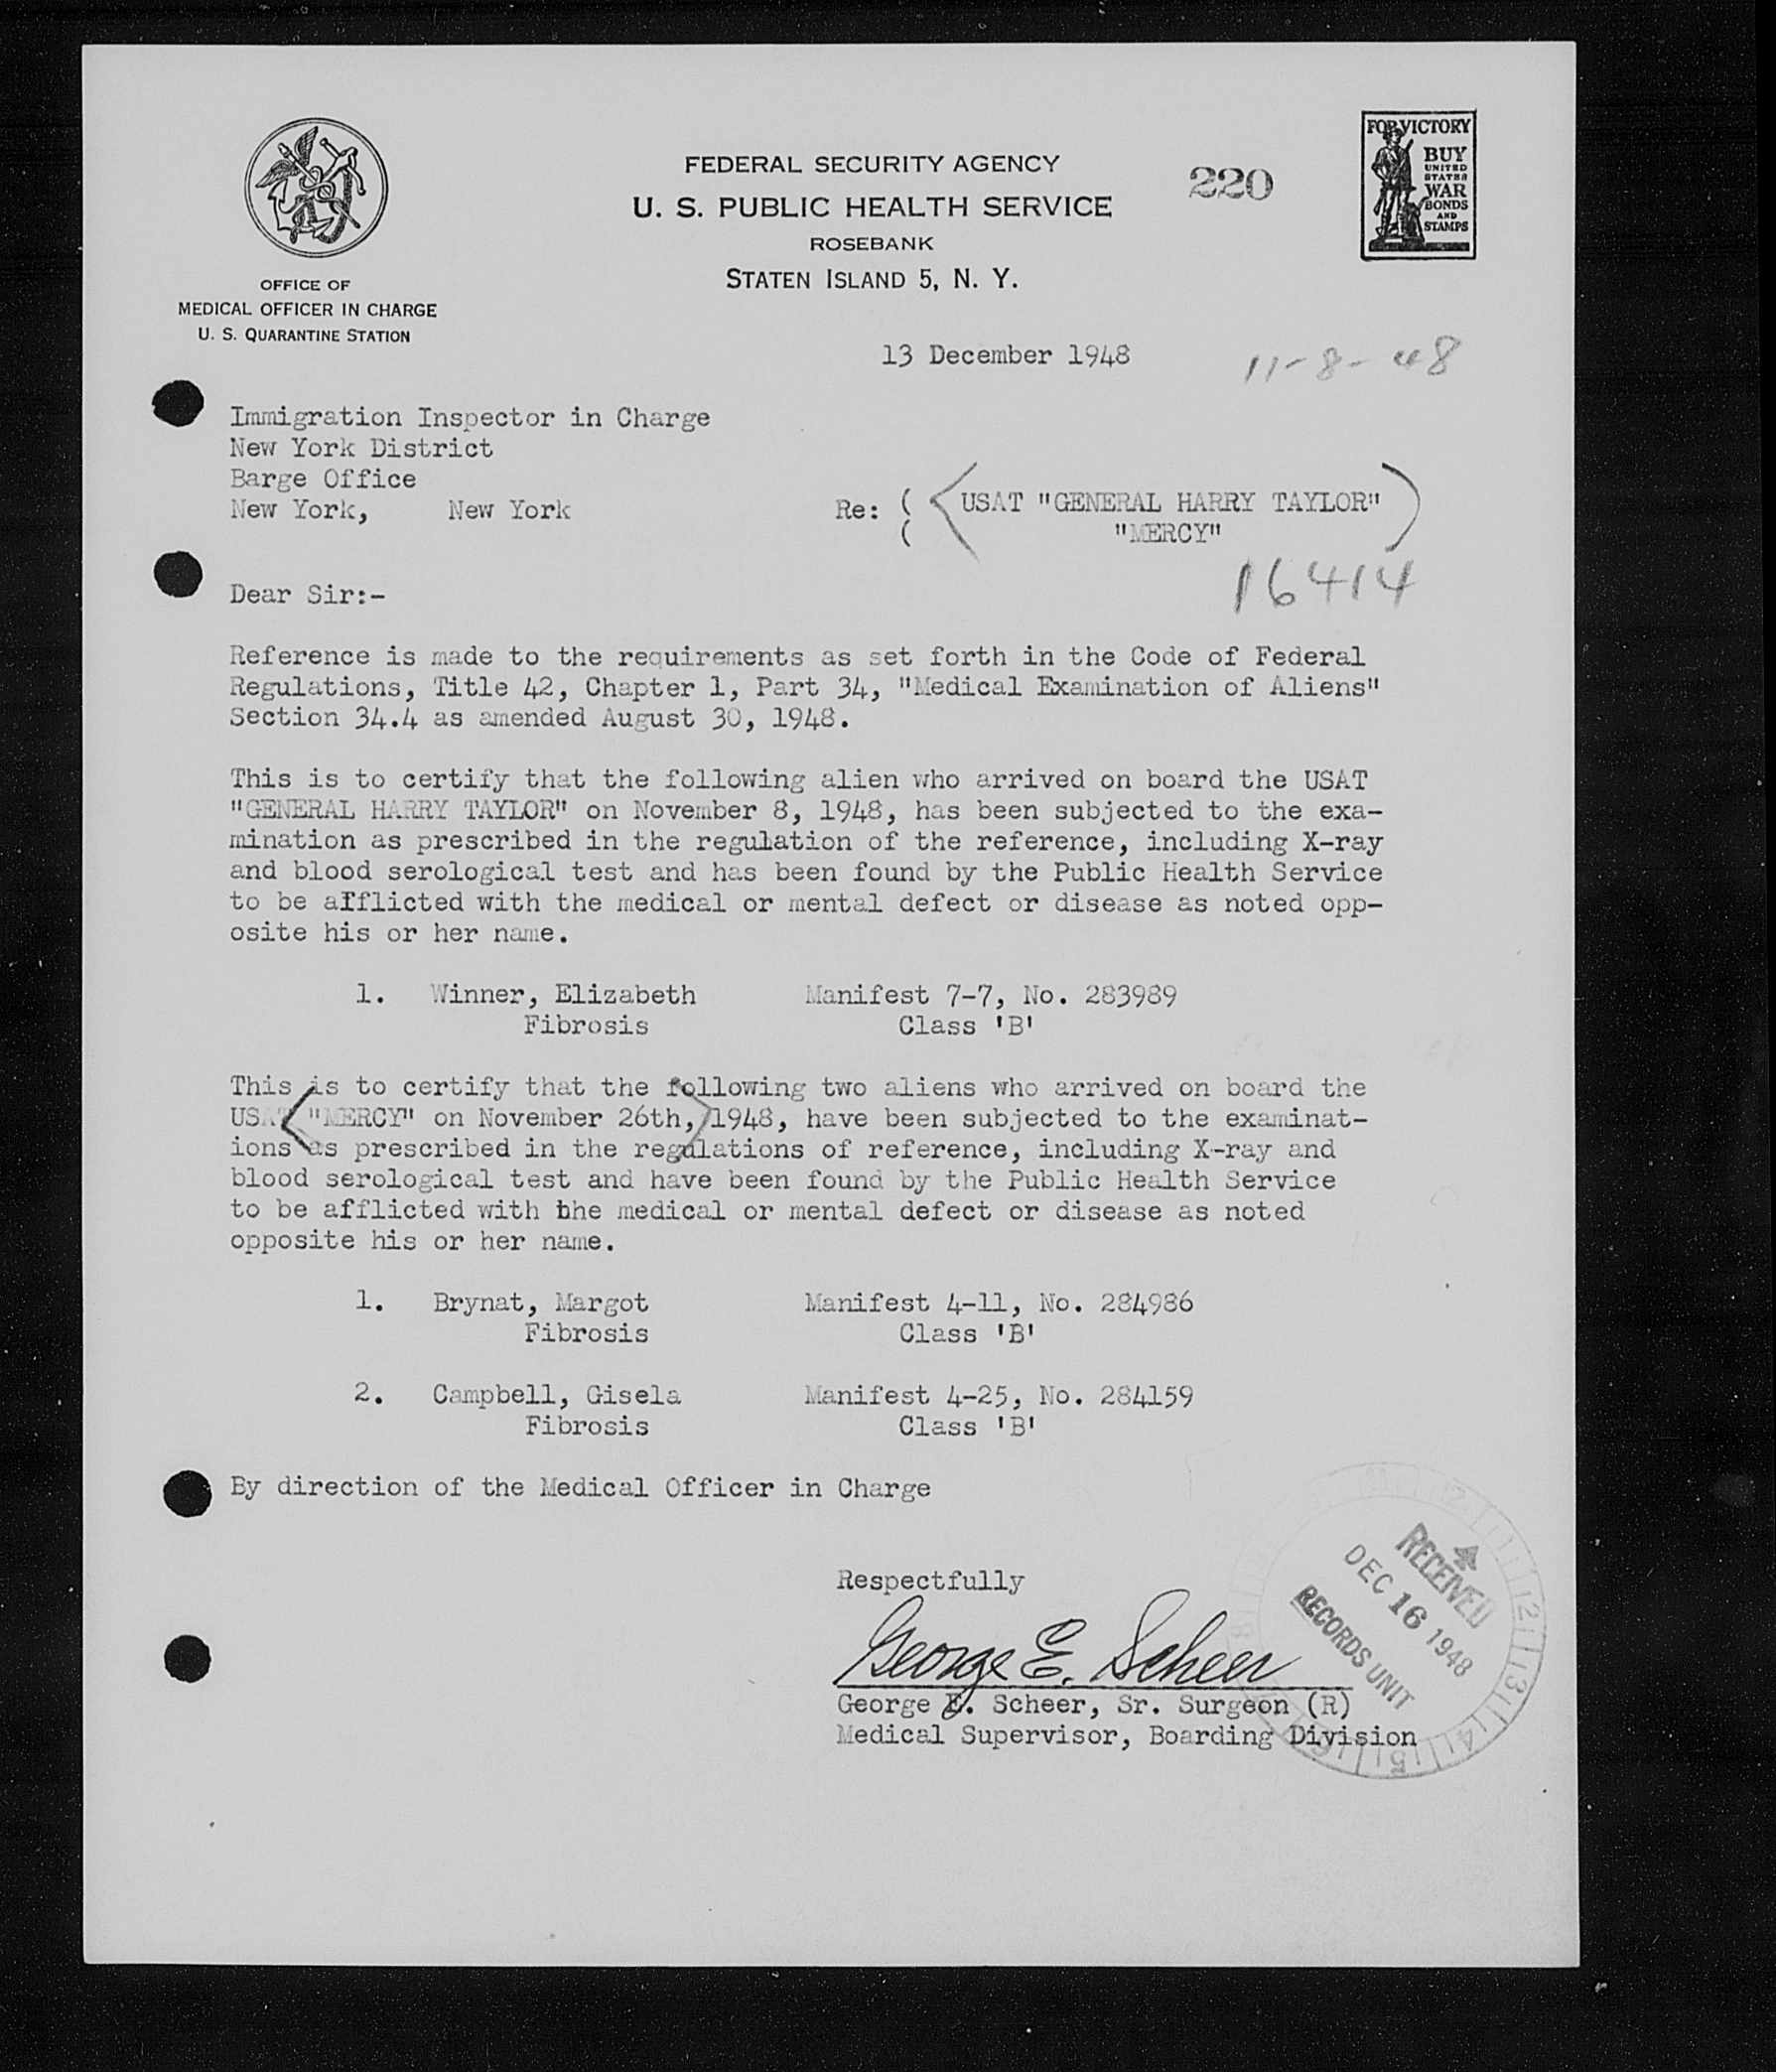 FEDERAL SECURITY AGENCY
U. S. PUBLIC HEALTH SERVICE
ROSEBANK
STATEN ISLAND 5, N. Y.
220
FOR VICTORY
BUY
UNITED
STATES
WAR
BONDS
AND
STAMPS
OFFICE OF
MEDICAL OFFICER IN CHARGE
U. S. QUARANTINE STATION
13 December 1948
11-8-48
Immigration Inspector in Charge
New York District
Barge Office
New York, New York
Re: ( USAT "GENERAL HARRY TAYLOR"
( "MERCY"
16414
Dear Sir:-
Reference is made to the requirements as set forth in the Code of Federal
Regulations, Title 42, Chapter 1, Part 34, "Medical Examination of Aliens"
Section 34.4 as amended August 30, 1948.
This is to certify that the following alien who arrived on board the USAT
"GENERAL HARRY TAYLOR" on November 8, 1948, has been subjected to the exa-
mination as prescribed in the regulation of the reference, including X-ray
and blood serological test and has been found by the Public Health Service
to be afflicted with the medical or mental defect or disease as noted opp-
osite his or her name.
1. Winner, Elizabeth Manifest 7-7, No. 283989
Fibrosis Class 'B'
This is to certify that the following two aliens who arrived on board the
USAT "MERCY" on November 26th, 1948, have been subjected to the examinat-
ions as prescribed in the regulations of reference, including X-ray and
blood serological test and have been found by the Public Health Service
to be afflicted with hhe medical or mental defect or disease as noted
opposite his or her name.
1. Brynat, Margot Manifest 4-11, No. 284986
Fibrosis Class 'B'
2. Campbell, Gisela Manifest 4-25, No. 284159
Fibrosis Class 'B'
By direction of the Medical Officer in Charge
Respectfully
George E. Scheer
George E. Scheer, Sr. Surgeon (R)
Medical Supervisor, Boarding Division
RECEIVED
DEC 16 1948
RECORDS UNIT